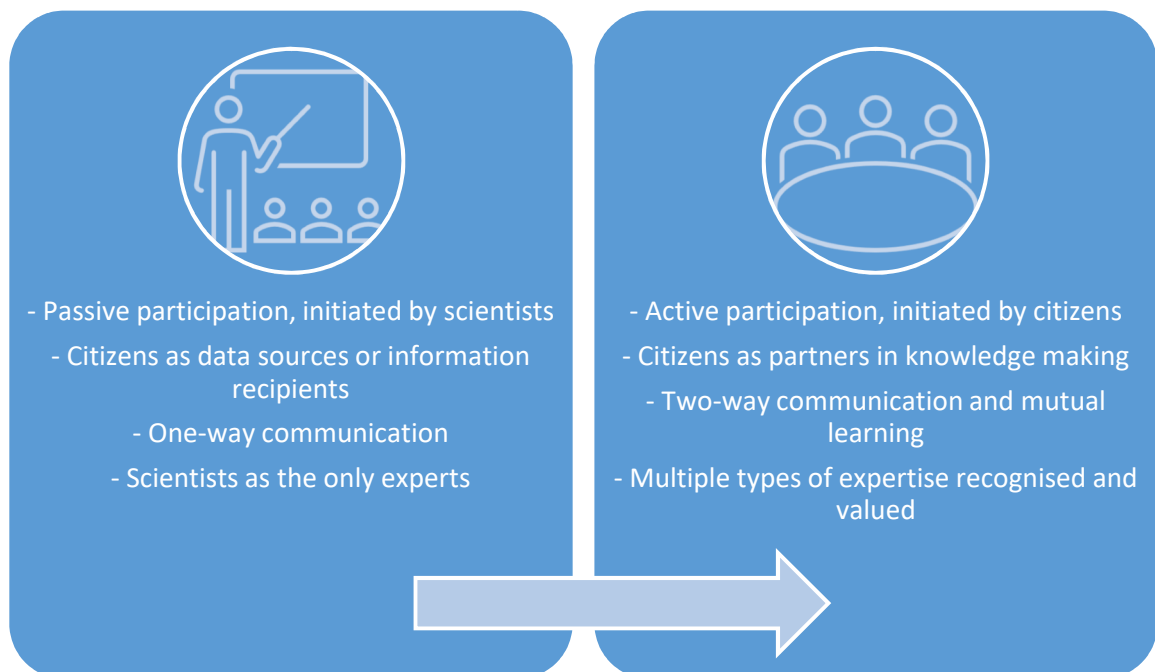 - Passive participation, initiated by scientists
- Citizens as data sources or information
recipients
- One-way communication
- Scientists as the only experts
- Active participation, initiated by citizens
- Citizens as partners in knowledge making
- Two-way communication and mutual
learning
- Multiple types of expertise recognised and
valued